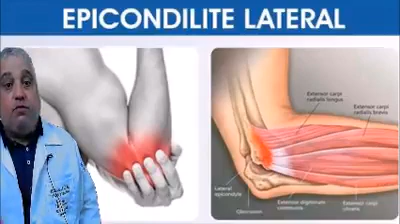 EPICONDILITE LATERAL
Extensor carpi
radialis longus
Extensor carpi
radialis brevis
Lateral
epicondyle
Olecranon
Extensor digitorum
communis
Extensor carpi
ulnaris